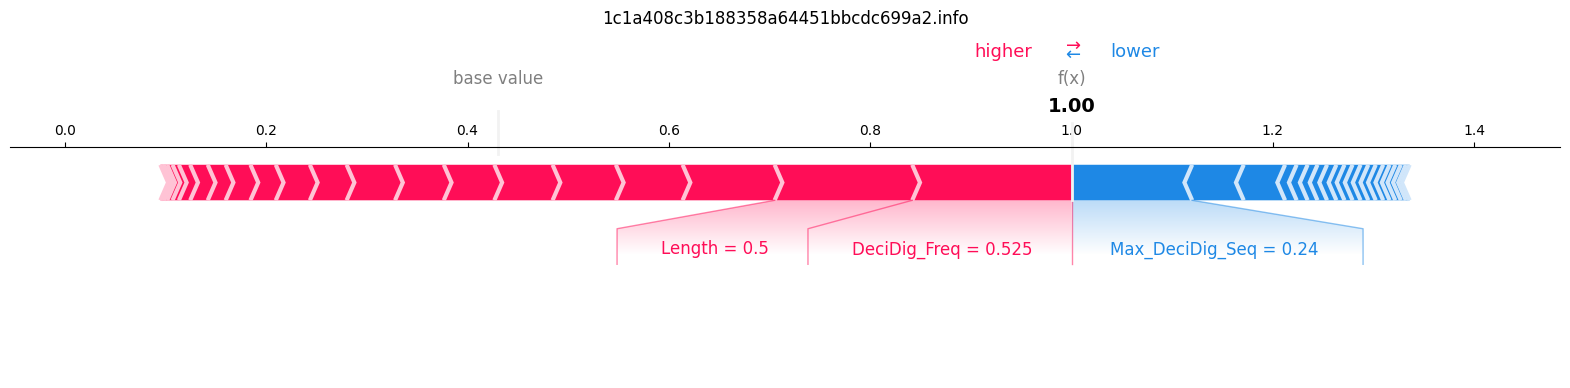 1c1a408c3b188358a64451bbcdc699a2.info
higher → ← lower
base value f(x)
1.00
0.0 0.2 0.4 0.6 0.8 1.0 1.2 1.4
Length = 0.5 DeciDig_Freq = 0.525 Max_DeciDig_Seq = 0.24